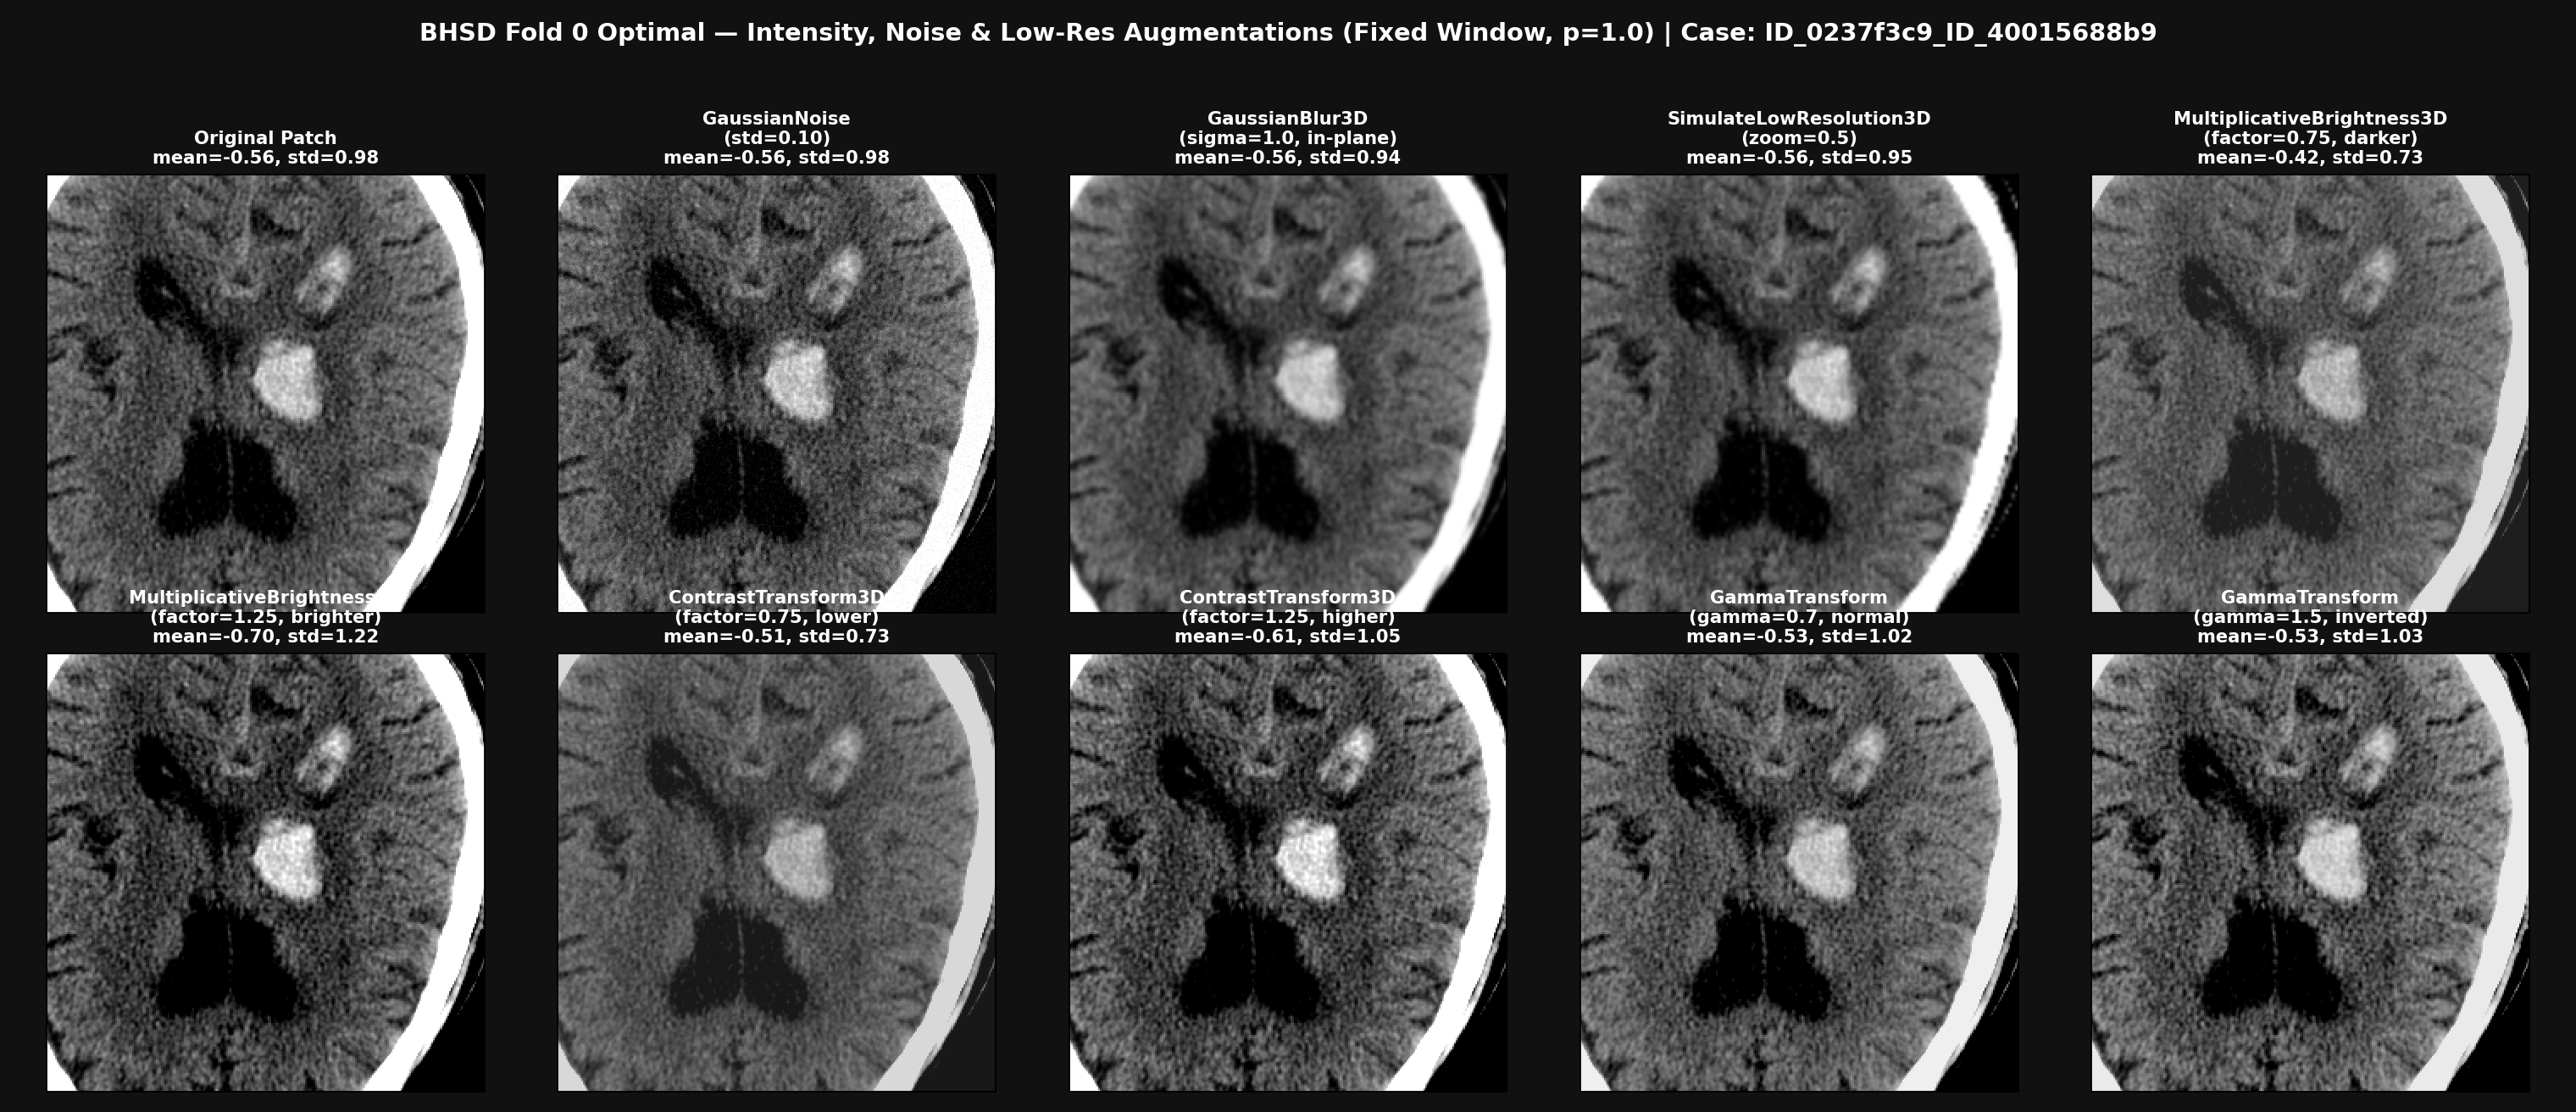 BHSD Fold 0 Optimal — Intensity, Noise & Low-Res Augmentations (Fixed Window, p=1.0) | Case: ID_0237f3c9_ID_40015688b9
Original Patch
mean=-0.56, std=0.98
GaussianNoise
(std=0.10)
mean=-0.56, std=0.98
GaussianBlur3D
(sigma=1.0, in-plane)
mean=-0.56, std=0.94
SimulateLowResolution3D
(zoom=0.5)
mean=-0.56, std=0.95
MultiplicativeBrightness3D
(factor=0.75, darker)
mean=-0.42, std=0.73
MultiplicativeBrightness
(factor=1.25, brighter)
mean=-0.70, std=1.22
ContrastTransform3D
(factor=0.75, lower)
mean=-0.51, std=0.73
ContrastTransform3D
(factor=1.25, higher)
mean=-0.61, std=1.05
GammaTransform
(gamma=0.7, normal)
mean=-0.53, std=1.02
GammaTransform
(gamma=1.5, inverted)
mean=-0.53, std=1.03